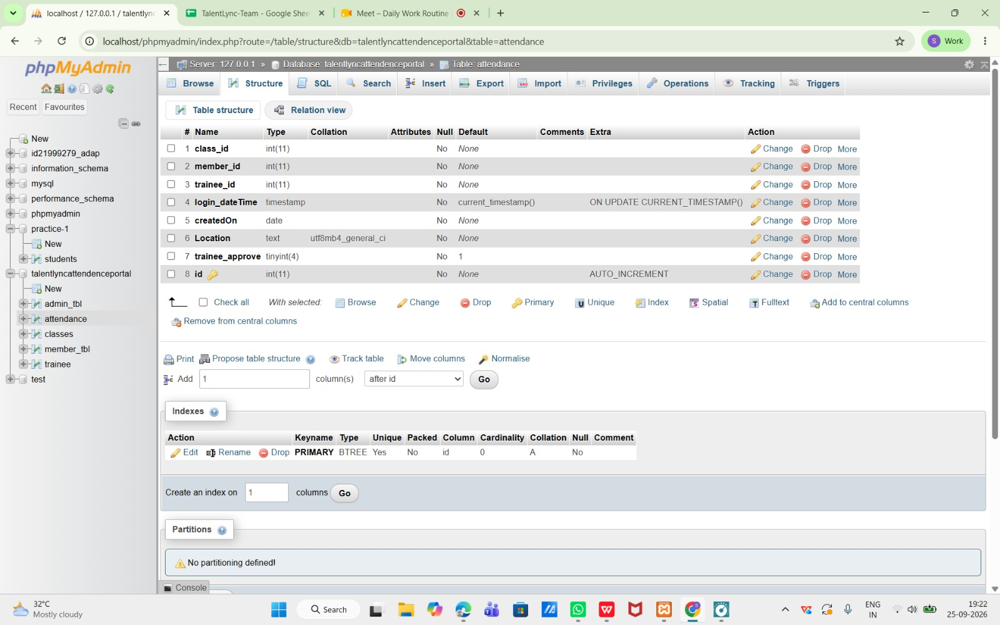 localhost / 127.0.0.1 / talentlync
TalentLync-Team - Google Shee
Meet – Daily Work Routine
localhost/phpmyadmin/index.php?route=/table/structure&db=talentlyncattendenceportal&table=attendance
S Work
phpMyAdmin
Recent Favourites
New
id21999279_adap
information_schema
mysql
performance_schema
phpmyadmin
practice-1
New
students
talentlyncattendenceportal
New
admin_tbl
attendance
classes
member_tbl
trainee
test
Server: 127.0.0.1 » Database: talentlyncattendenceportal » Table: attendance
Browse Structure SQL Search Insert Export Import Privileges Operations Tracking Triggers
Table structure Relation view
# Name Type Collation Attributes Null Default Comments Extra Action
1 class_id int(11) No None Change Drop More
2 member_id int(11) No None Change Drop More
3 trainee_id int(11) No None Change Drop More
4 login_dateTime timestamp No current_timestamp() ON UPDATE CURRENT_TIMESTAMP() Change Drop More
5 createdOn date No None Change Drop More
6 Location text utf8mb4_general_ci No None Change Drop More
7 trainee_approve tinyint(4) No 1 Change Drop More
8 id int(11) No None AUTO_INCREMENT Change Drop More
Check all With selected: Browse Change Drop Primary Unique Index Spatial Fulltext Add to central columns
Remove from central columns
Print Propose table structure Track table Move columns Normalise
Add 1 column(s) after id Go
Indexes
Action Keyname Type Unique Packed Column Cardinality Collation Null Comment
Edit Rename Drop PRIMARY BTREE Yes No id 0 A No
Create an index on 1 columns Go
Partitions
No partitioning defined!
Console
32°C
Mostly cloudy
Search
ENG
IN
19:22
25-09-2026